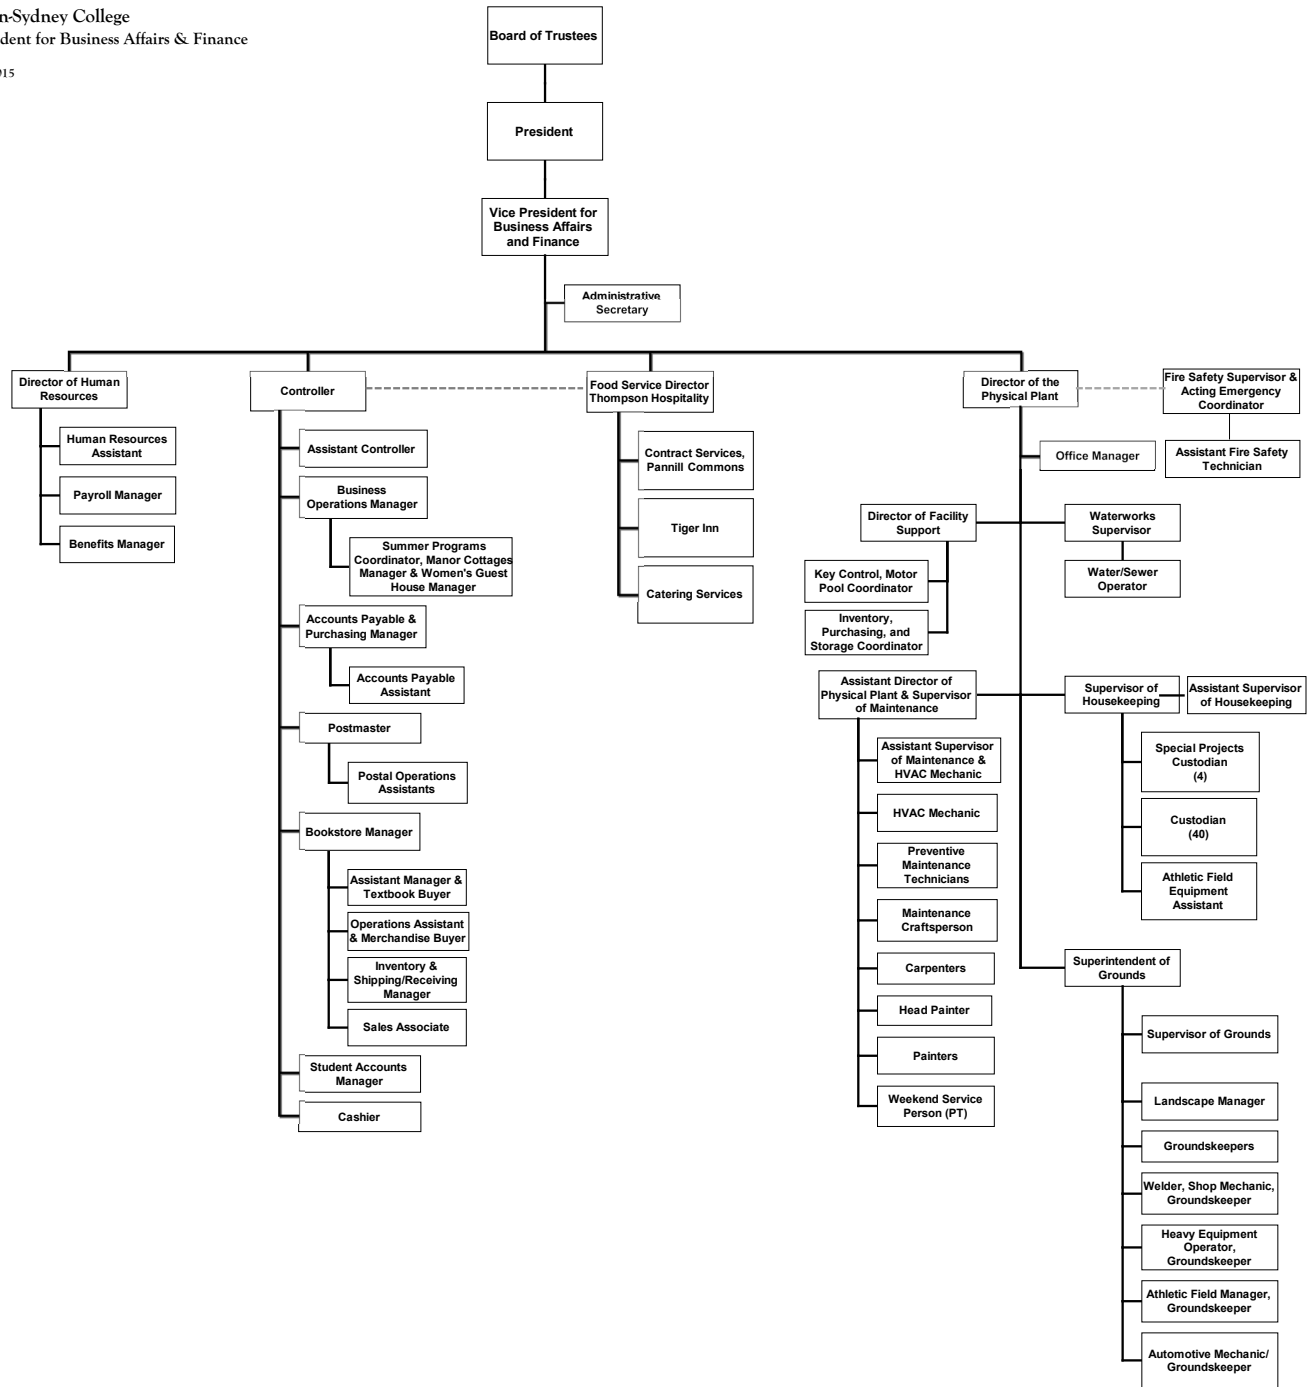 n-Sydney College
dent for Business Affairs & Finance
015
Board of Trustees
President
Vice President for
Business Affairs
and Finance
Administrative
Secretary
Director of Human
Resources
Human Resources
Assistant
Payroll Manager
Benefits Manager
Controller
Assistant Controller
Business
Operations Manager
Summer Programs
Coordinator, Manor Cottages
Manager & Women's Guest
House Manager
Accounts Payable &
Purchasing Manager
Accounts Payable
Assistant
Postmaster
Postal Operations
Assistants
Bookstore Manager
Assistant Manager &
Textbook Buyer
Operations Assistant
& Merchandise Buyer
Inventory &
Shipping/Receiving
Manager
Sales Associate
Student Accounts
Manager
Cashier
Food Service Director
Thompson Hospitality
Contract Services,
Pannill Commons
Tiger Inn
Catering Services
Director of the
Physical Plant
Fire Safety Supervisor &
Acting Emergency
Coordinator
Assistant Fire Safety
Technician
Office Manager
Director of Facility
Support
Key Control, Motor
Pool Coordinator
Inventory,
Purchasing, and
Storage Coordinator
Waterworks
Supervisor
Water/Sewer
Operator
Assistant Director of
Physical Plant & Supervisor
of Maintenance
Assistant Supervisor
of Maintenance &
HVAC Mechanic
HVAC Mechanic
Preventive
Maintenance
Technicians
Maintenance
Craftsperson
Carpenters
Head Painter
Painters
Weekend Service
Person (PT)
Supervisor of
Housekeeping
Assistant Supervisor
of Housekeeping
Special Projects
Custodian
(4)
Custodian
(40)
Athletic Field
Equipment
Assistant
Superintendent of
Grounds
Supervisor of Grounds
Landscape Manager
Groundskeepers
Welder, Shop Mechanic,
Groundskeeper
Heavy Equipment
Operator,
Groundskeeper
Athletic Field Manager,
Groundskeeper
Automotive Mechanic/
Groundskeeper